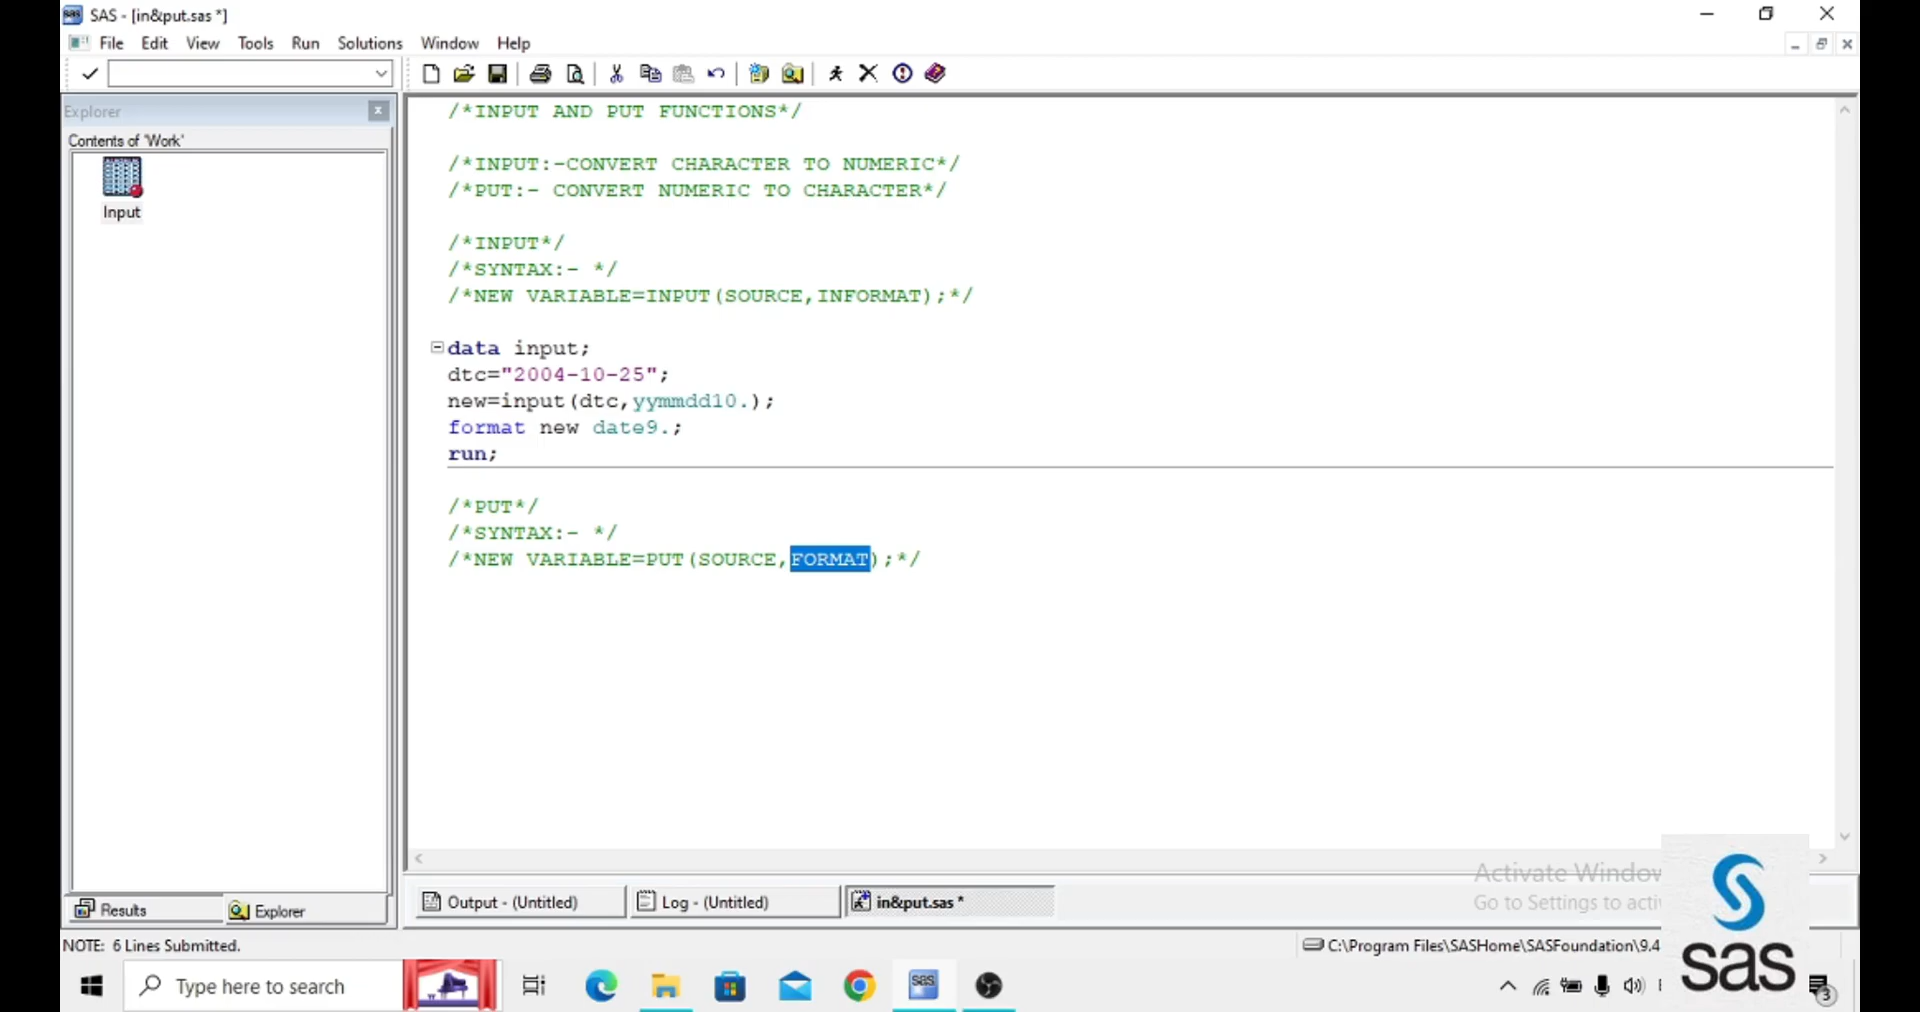 SAS - [in&put.sas *]
File Edit View Tools Run Solutions Window Help
Explorer
Contents of 'Work'
Input
/*INPUT AND PUT FUNCTIONS*/
/*INPUT:-CONVERT CHARACTER TO NUMERIC*/
/*PUT:- CONVERT NUMERIC TO CHARACTER*/
/*INPUT*/
/*SYNTAX:- */
/*NEW VARIABLE=INPUT(SOURCE,INFORMAT);*/
data input;
dtc="2004-10-25";
new=input(dtc,yymmdd10.);
format new date9.;
run;
/*PUT*/
/*SYNTAX:- */
/*NEW VARIABLE=PUT(SOURCE,FORMAT);*/
Results Explorer
Output - (Untitled) Log - (Untitled) in&put.sas *
Activate Window
Go to Settings to acti
NOTE: 6 Lines Submitted.
C:\Program Files\SASHome\SASFoundation\9.4
Type here to search
sas
3